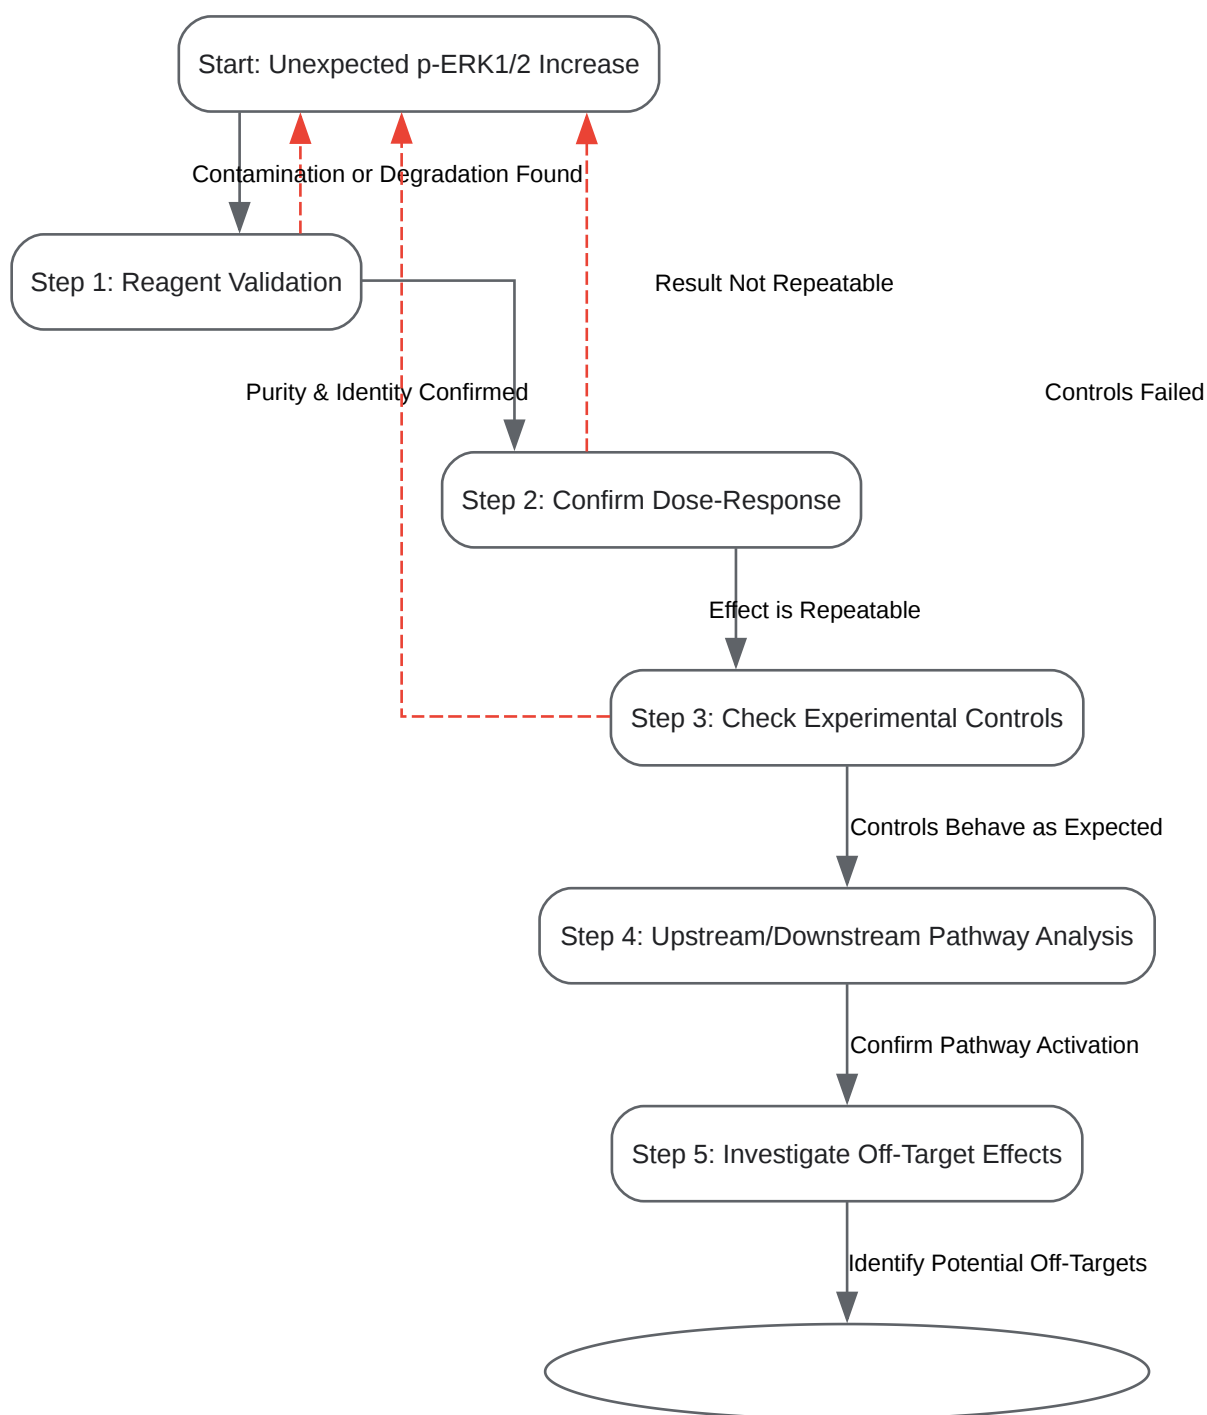 Start: Unexpected p-ERK1/2 Increase
Contamination or Degradation Found
Step 1: Reagent Validation
Result Not Repeatable
Purity & Identity Confirmed
Controls Failed
Step 2: Confirm Dose-Response
Effect is Repeatable
Step 3: Check Experimental Controls
Controls Behave as Expected
Step 4: Upstream/Downstream Pathway Analysis
Confirm Pathway Activation
Step 5: Investigate Off-Target Effects
Identify Potential Off-Targets